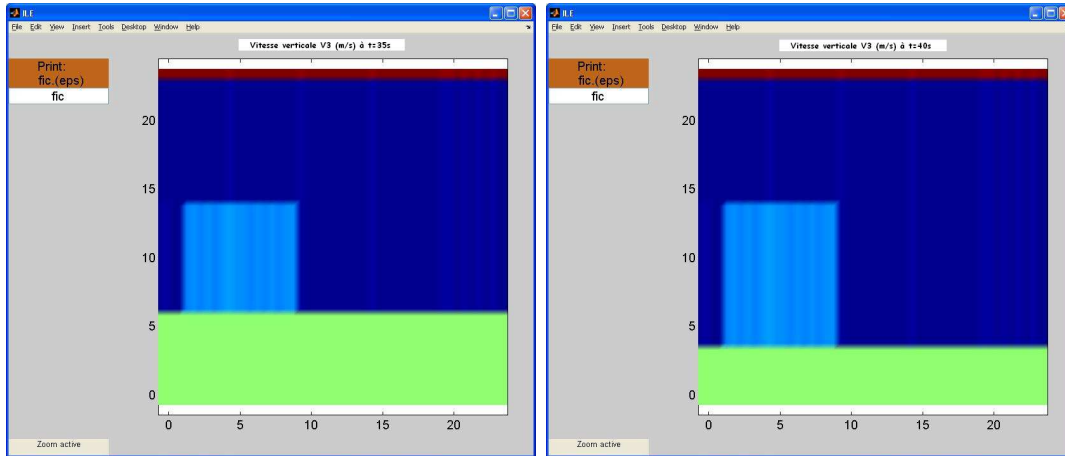 ILE
File Edit View Insert Tools Desktop Window Help
Vitesse verticale V3 (m/s) à t=35s
Print:
fic.(eps)
fic
20
15
10
5
0
0 5 10 15 20
Zoom active
ILE
File Edit View Insert Tools Desktop Window Help
Vitesse verticale V3 (m/s) à t=40s
Print:
fic.(eps)
fic
20
15
10
5
0
0 5 10 15 20
Zoom active